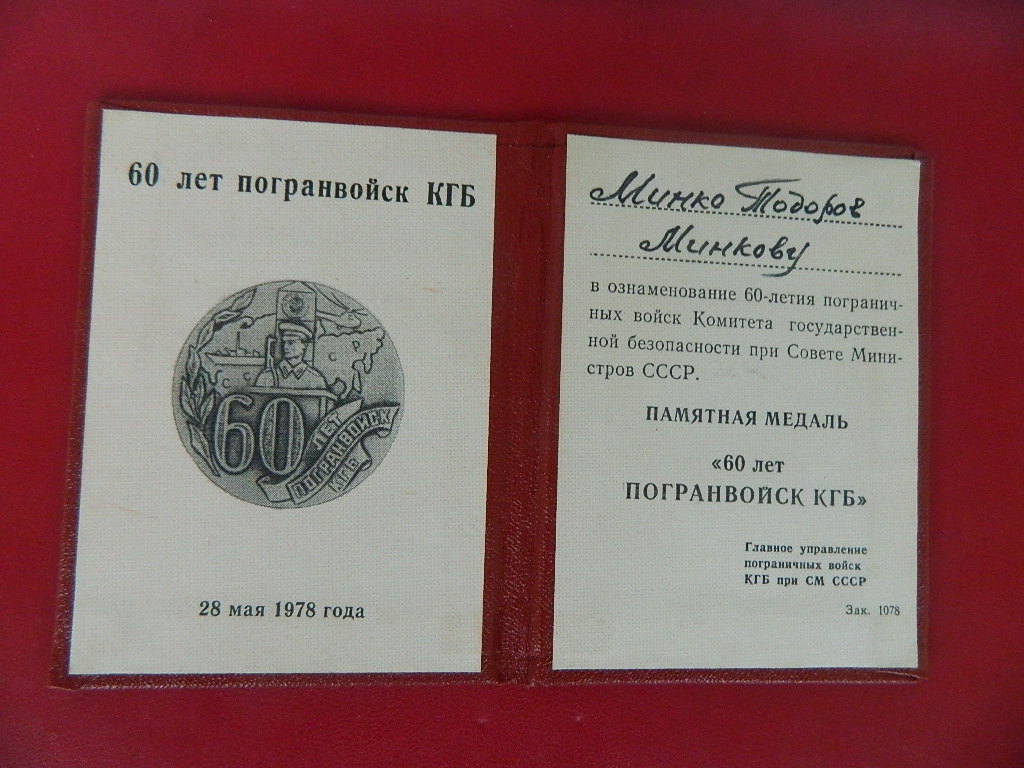 60 лет погранвойск КГБ
С Р
С С
60
ЛЕТ
ПОГРАНВОЙСК
КГБ
28 мая 1978 года
Минко Тодоров
Минкову
в ознаменование 60-летия погранич-
ных войск Комитета государствен-
ной безопасности при Совете Мини-
стров СССР.
ПАМЯТНАЯ МЕДАЛЬ
«60 лет
ПОГРАНВОЙСК КГБ»
Главное управление
пограничных войск
КГБ при СМ СССР
Зак. 1078